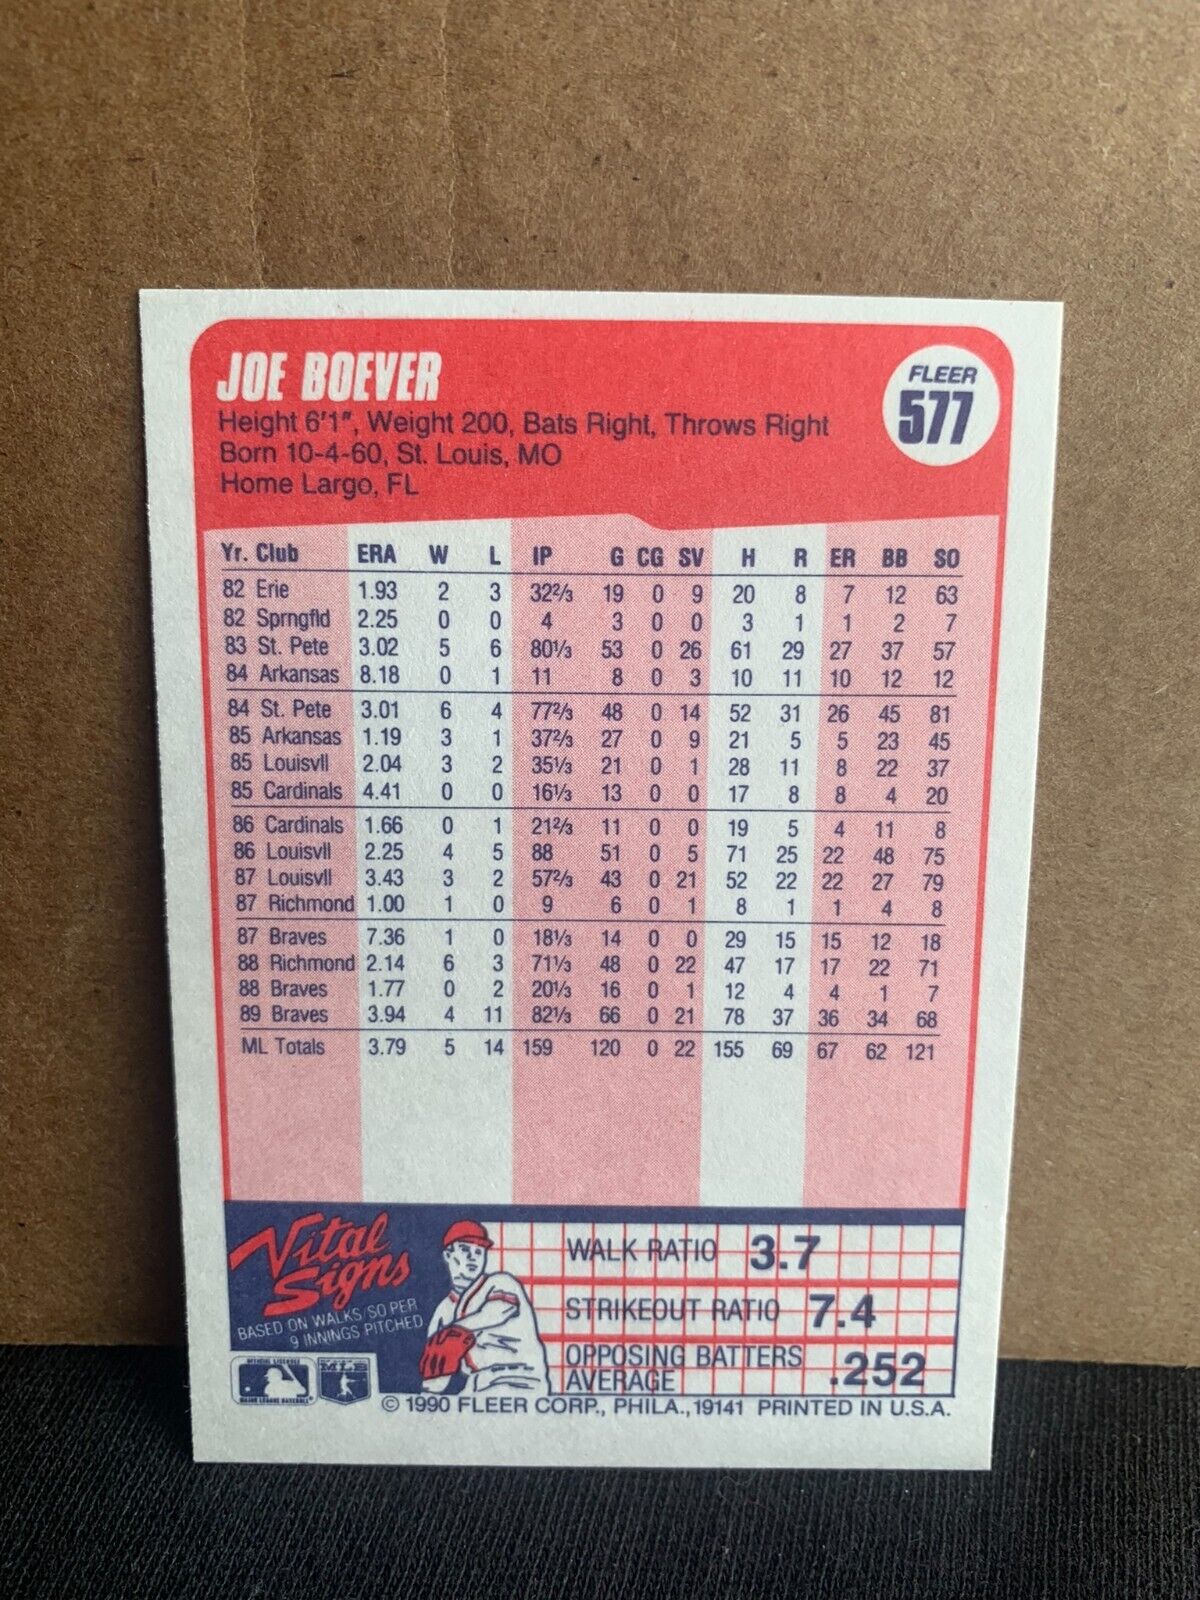 JOE BOEVER
FLEER
577
Height 6'1", Weight 200, Bats Right, Throws Right
Born 10-4-60, St. Louis, MO
Home Largo, FL
Yr. Club ERA W L IP G CG SV H R ER BB SO
82 Erie 1.93 2 3 32⅔ 19 0 9 20 8 7 12 63
82 Sprngfld 2.25 0 0 4 3 0 0 3 1 1 2 7
83 St. Pete 3.02 5 6 80⅓ 53 0 26 61 29 27 37 57
84 Arkansas 8.18 0 1 11 8 0 3 10 11 10 12 12
84 St. Pete 3.01 6 4 77⅔ 48 0 14 52 31 26 45 81
85 Arkansas 1.19 3 1 37⅔ 27 0 9 21 5 5 23 45
85 Louisvll 2.04 3 2 35⅓ 21 0 1 28 11 8 22 37
85 Cardinals 4.41 0 0 16⅓ 13 0 0 17 8 8 4 20
86 Cardinals 1.66 0 1 21⅔ 11 0 0 19 5 4 11 8
86 Louisvll 2.25 4 5 88 51 0 5 71 25 22 48 75
87 Louisvll 3.43 3 2 57⅔ 43 0 21 52 22 22 27 79
87 Richmond 1.00 1 0 9 6 0 1 8 1 1 4 8
87 Braves 7.36 1 0 18⅓ 14 0 0 29 15 15 12 18
88 Richmond 2.14 6 3 71⅓ 48 0 22 47 17 17 22 71
88 Braves 1.77 0 2 20⅓ 16 0 1 12 4 4 1 7
89 Braves 3.94 4 11 82⅓ 66 0 21 78 37 36 34 68
ML Totals 3.79 5 14 159 120 0 22 155 69 67 62 121
Vital
Signs
BASED ON WALKS/SO PER
9 INNINGS PITCHED
WALK RATIO 3.7
STRIKEOUT RATIO 7.4
OPPOSING BATTERS
AVERAGE .252
OFFICIAL LICENSEE
MAJOR LEAGUE BASEBALL
MLB
© 1990 FLEER CORP., PHILA., 19141 PRINTED IN U.S.A.